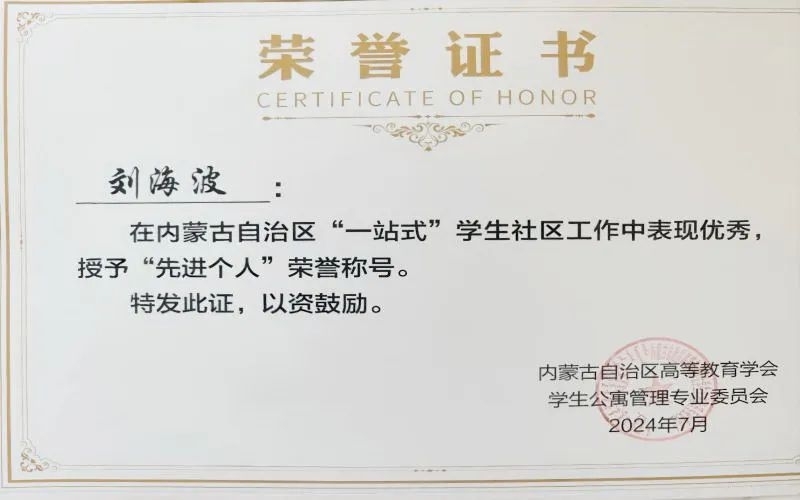 荣誉证书
CERTIFICATE OF HONOR
刘海波：
在内蒙古自治区“一站式”学生社区工作中表现优秀，
授予“先进个人”荣誉称号。
特发此证，以资鼓励。
内蒙古自治区高等教育学会
学生公寓管理专业委员会
2024年7月